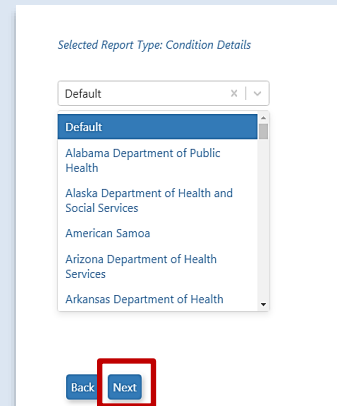 Selected Report Type: Condition Details
Default
Default
Alabama Department of Public
Health
Alaska Department of Health and
Social Services
American Samoa
Arizona Department of Health
Services
Arkansas Department of Health
Back Next